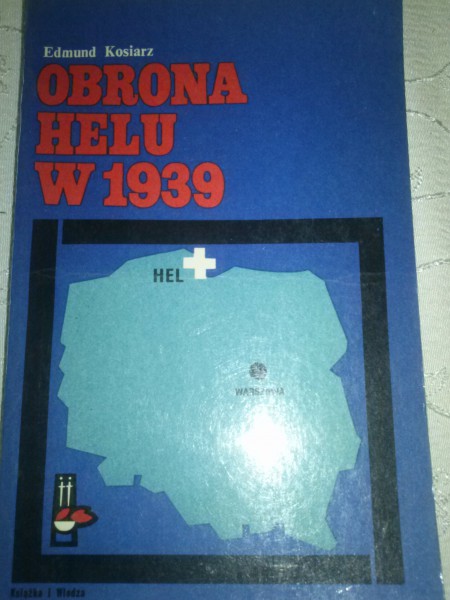 Edmund Kosiarz
OBRONA
HELU
W 1939
HEL
WARSZAWA
Książka i Wiedza